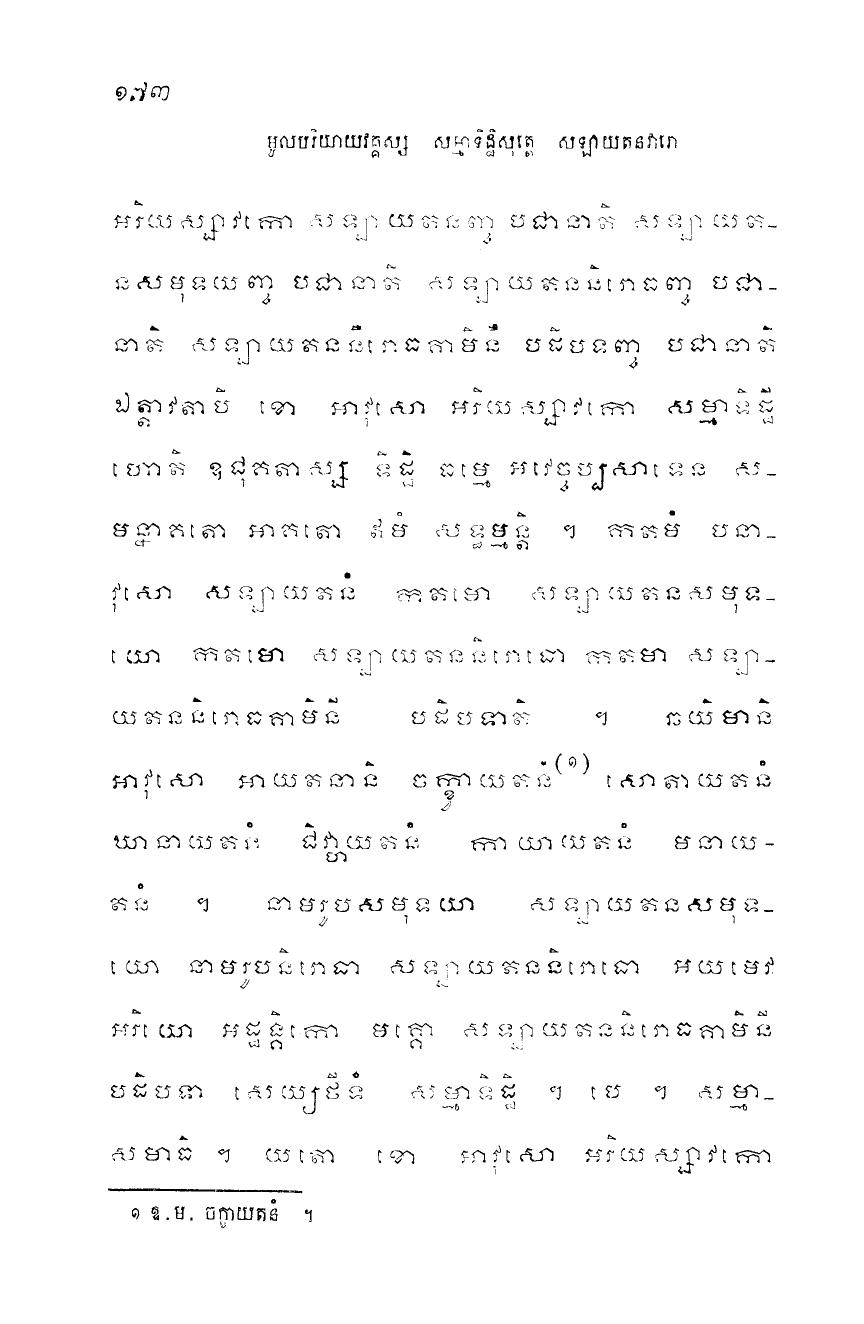 ១៧៣
មូលបរិយាយវគ្គស្ស សម្មាទិដ្ឋិសុត្តេ សឡាយតនវារោ
អរិយស្សាវកោ សឡាយតនញ្ច បជានាតិ សឡាយត-
នសមុទយញ្ច បជានាតិ សឡាយតននិរោធញ្ច បជា-
នាតិ សឡាយតននិរោធគាមិនឹ បដិបទញ្ច បជានាតិ
ឯត្តាវតាបិ ខោ អាវុសោ អរិយស្សាវកោ សម្មាទិដ្ឋី
ហោតិ ឧជុគតាស្ស ទិដ្ឋិ ធម្មេ អវេច្ចប្បសាទេន ស-
មន្នាគតោ អាគតោ ឥមំ សទ្ធម្មន្តិ ។ កតមំ បនា-
វុសោ សឡាយតនំ កតមោ សឡាយតនសមុទ-
យោ កតមោ សឡាយតននិរោធោ កតមា សឡា-
យតននិរោធគាមិនី បដិបទាតិ ។ ឆយិមានិ
អាវុសោ អាយតនានិ ចក្ខ្វាយតនំ(១) សោតាយតនំ
ឃានាយតនំ ជិវ្ហាយតនំ កាយាយតនំ មនាយ-
តនំ ។ នាមរូបសមុទយា សឡាយតនសមុទ-
យោ នាមរូបនិរោធា សឡាយតននិរោធោ អយមេវ
អរិយោ អដ្ឋង្គិកោ មគ្គោ សឡាយតននិរោធគាមិនី
បដិបទា សេយ្យថីទំ សម្មាទិដ្ឋិ ។ បេ ។ សម្មា-
សមាធិ ។ យតោ ខោ អាវុសោ អរិយស្សាវកោ
១ ឱ.ម. ចក្ខាយតនំ ។